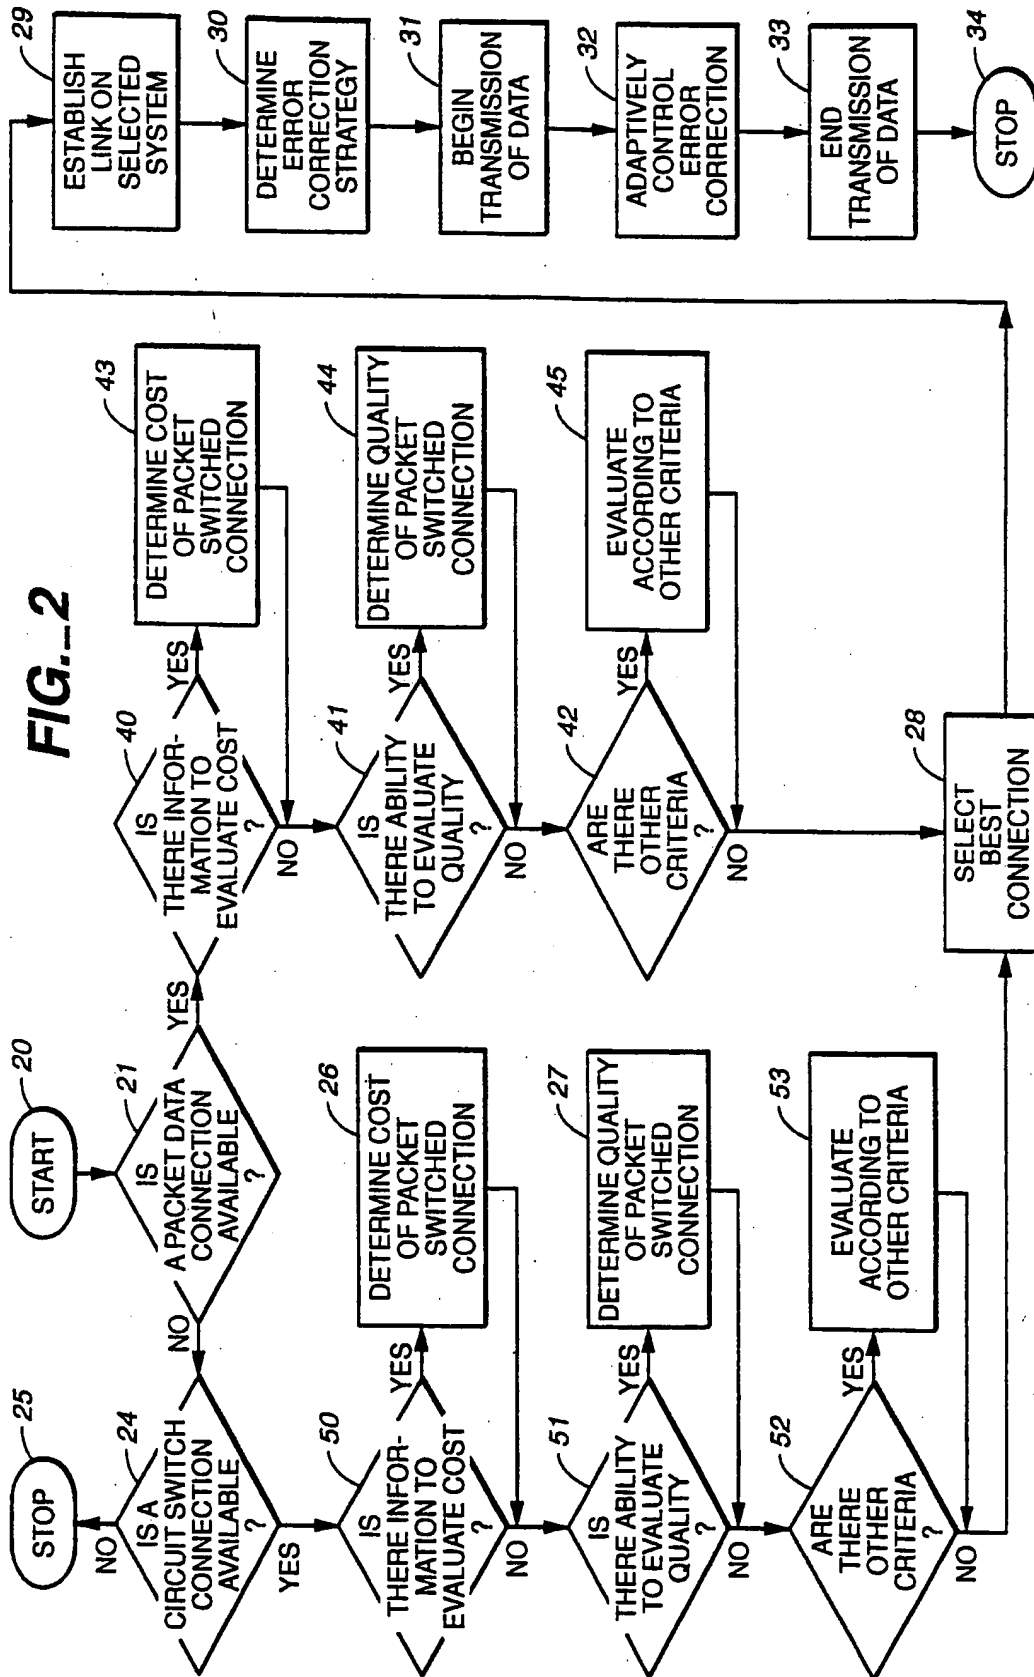 FIG._2
START
20
IS
A PACKET DATA
CONNECTION
AVAILABLE
?
21
NO
YES
IS A
CIRCUIT SWITCH
CONNECTION
AVAILABLE
?
24
NO
STOP
25
YES
IS
THERE INFOR-
MATION TO
EVALUATE COST
?
50
YES
DETERMINE COST
OF PACKET
SWITCHED
CONNECTION
26
NO
IS
THERE ABILITY
TO EVALUATE
QUALITY
?
51
YES
DETERMINE QUALITY
OF PACKET
SWITCHED
CONNECTION
27
NO
ARE
THERE
OTHER
CRITERIA
?
52
YES
EVALUATE
ACCORDING TO
OTHER CRITERIA
53
NO
IS
THERE INFOR-
MATION TO
EVALUATE COST
?
40
YES
DETERMINE COST
OF PACKET
SWITCHED
CONNECTION
43
NO
IS
THERE ABILITY
TO EVALUATE
QUALITY
?
41
YES
DETERMINE QUALITY
OF PACKET
SWITCHED
CONNECTION
44
NO
ARE
THERE
OTHER
CRITERIA
?
42
YES
EVALUATE
ACCORDING TO
OTHER CRITERIA
45
NO
SELECT
BEST
CONNECTION
28
ESTABLISH
LINK ON
SELECTED
SYSTEM
29
DETERMINE
ERROR
CORRECTION
STRATEGY
30
BEGIN
TRANSMISSION
OF DATA
31
ADAPTIVELY
CONTROL
ERROR
CORRECTION
32
END
TRANSMISSION
OF DATA
33
STOP
34